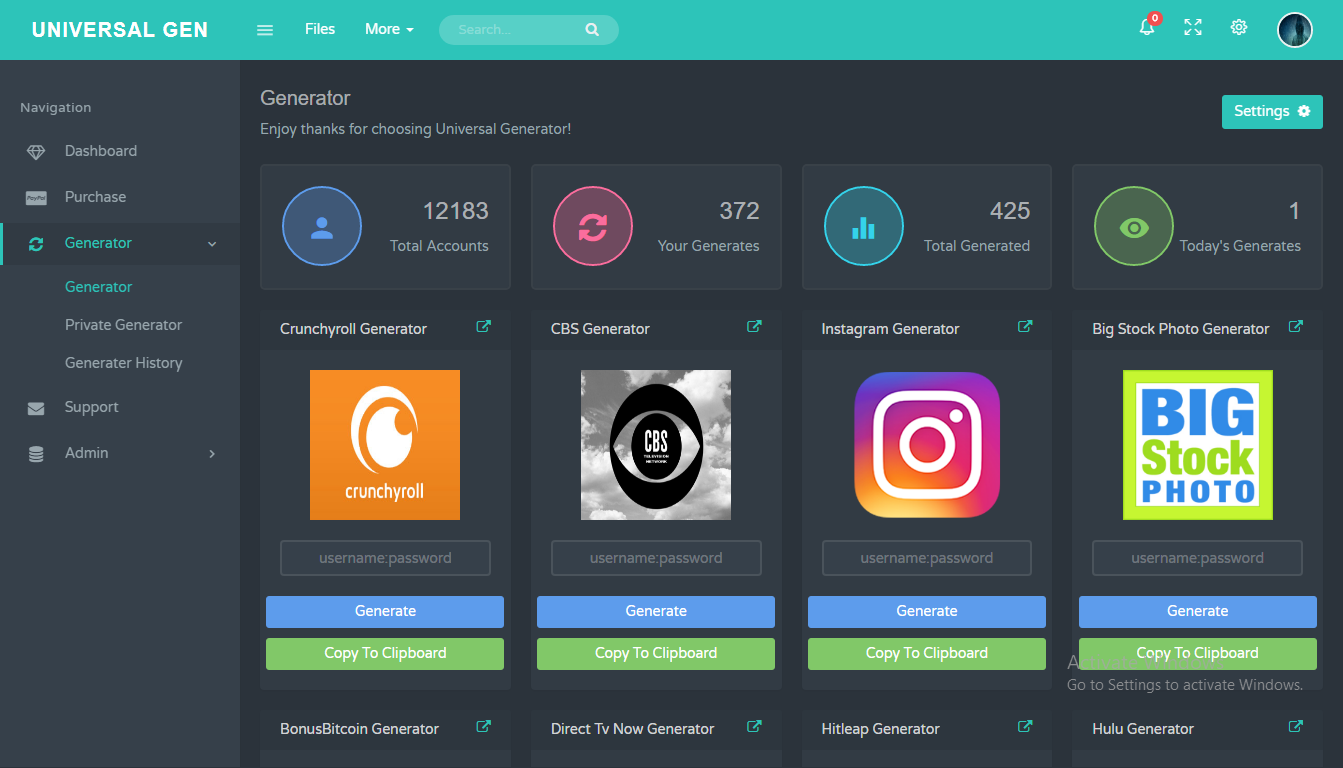 UNIVERSAL GEN
Files
More
Search...
0
Navigation
Dashboard
PayPal
Purchase
Generator
Generator
Private Generator
Generater History
Support
Admin
Generator
Enjoy thanks for choosing Universal Generator!
Settings
12183
Total Accounts
372
Your Generates
425
Total Generated
1
Today's Generates
Crunchyroll Generator
CBS Generator
Instagram Generator
Big Stock Photo Generator
crunchyroll
CBS
TELEVISION
NETWORK
BIG
Stock
PHOTO
username:password
username:password
username:password
username:password
Generate
Generate
Generate
Generate
Copy To Clipboard
Copy To Clipboard
Copy To Clipboard
Copy To Clipboard
Go to Settings to activate Windows.
BonusBitcoin Generator
Direct Tv Now Generator
Hitleap Generator
Hulu Generator